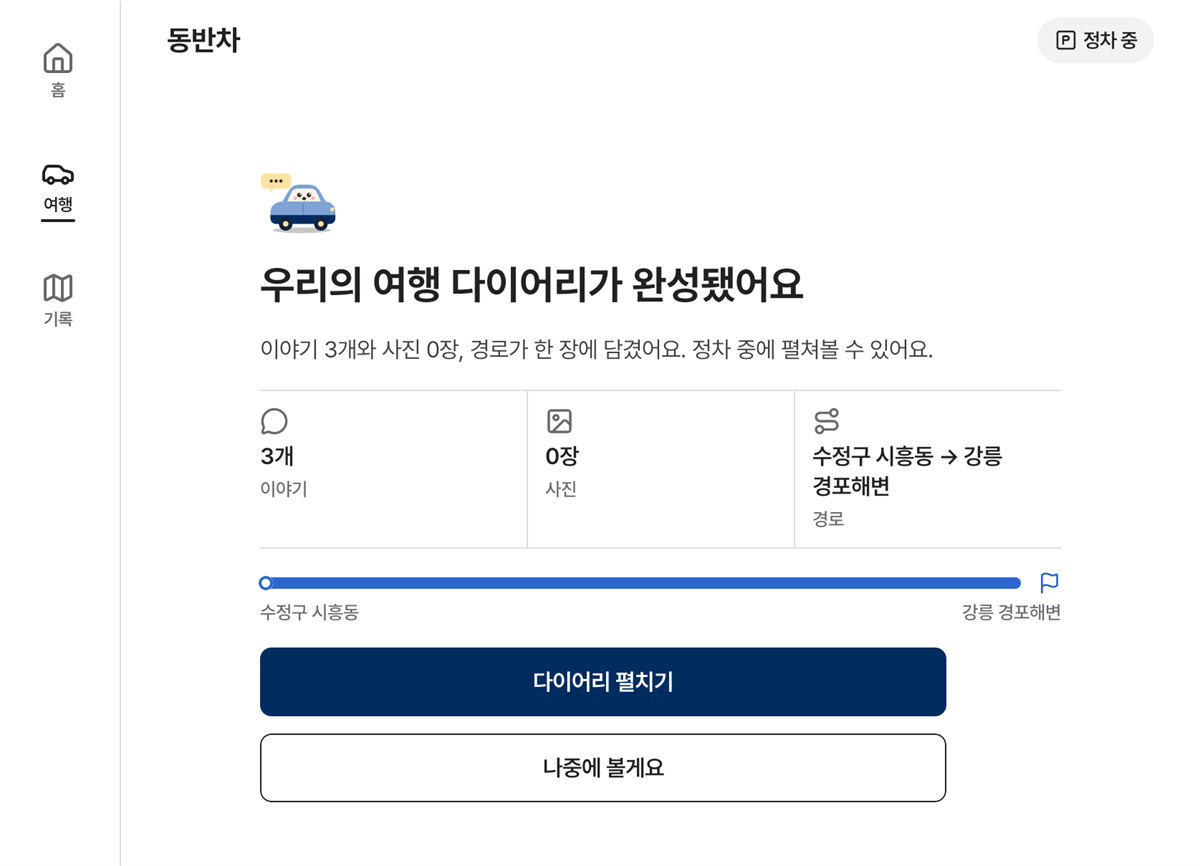 동반차
P 정차 중
홈
여행
기록
우리의 여행 다이어리가 완성됐어요
이야기 3개와 사진 0장, 경로가 한 장에 담겼어요. 정차 중에 펼쳐볼 수 있어요.
3개
이야기
0장
사진
수정구 시흥동 → 강릉
경포해변
경로
수정구 시흥동
강릉 경포해변
다이어리 펼치기
나중에 볼게요